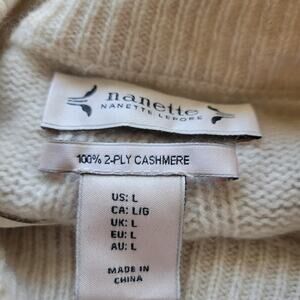 nanette
NANETTE LEPORE
100% 2-PLY CASHMERE
US: L
CA: L/G
UK: L
EU: L
AU: L
MADE IN
CHINA